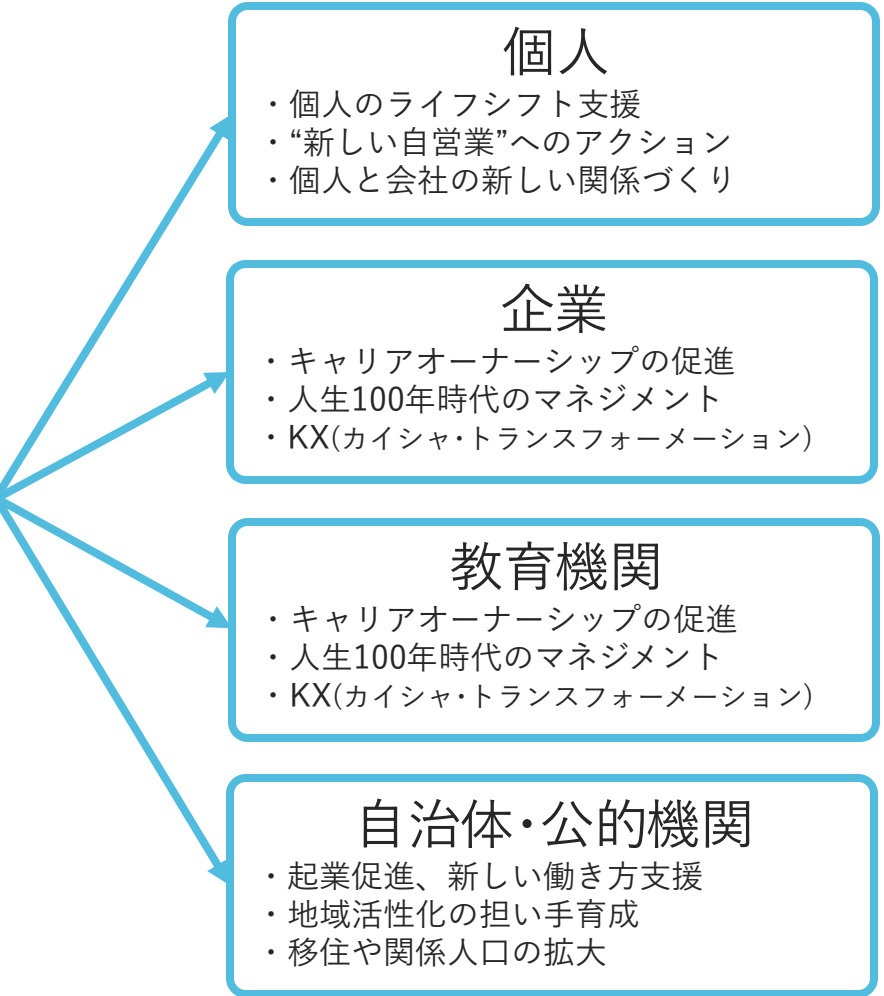 個人
・個人のライフシフト支援
・“新しい自営業”へのアクション
・個人と会社の新しい関係づくり
企業
・キャリアオーナーシップの促進
・人生100年時代のマネジメント
・KX(カイシャ・トランスフォーメーション)
教育機関
・キャリアオーナーシップの促進
・人生100年時代のマネジメント
・KX(カイシャ・トランスフォーメーション)
自治体・公的機関
・起業促進、新しい働き方支援
・地域活性化の担い手育成
・移住や関係人口の拡大